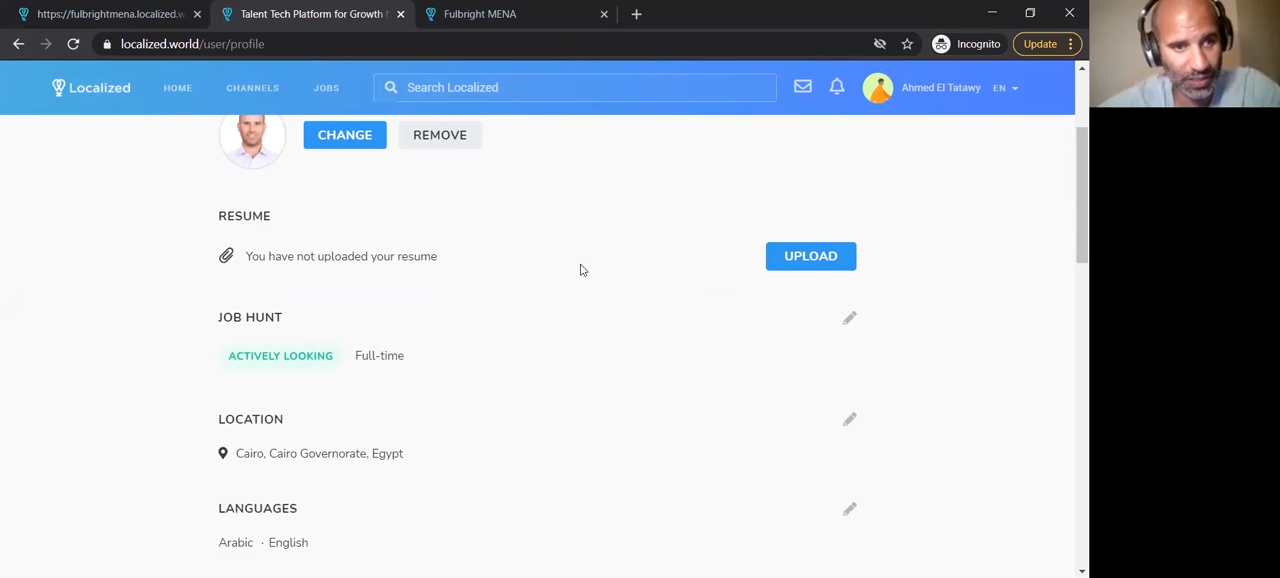 https://fulbrightmena.localized.w
Talent Tech Platform for Growth
Fulbright MENA
localized.world/user/profile
Incognito
Update
Localized
HOME
CHANNELS
JOBS
Search Localized
Ahmed El Tatawy
EN
CHANGE
REMOVE
RESUME
You have not uploaded your resume
UPLOAD
JOB HUNT
ACTIVELY LOOKING
Full-time
LOCATION
Cairo, Cairo Governorate, Egypt
LANGUAGES
Arabic · English